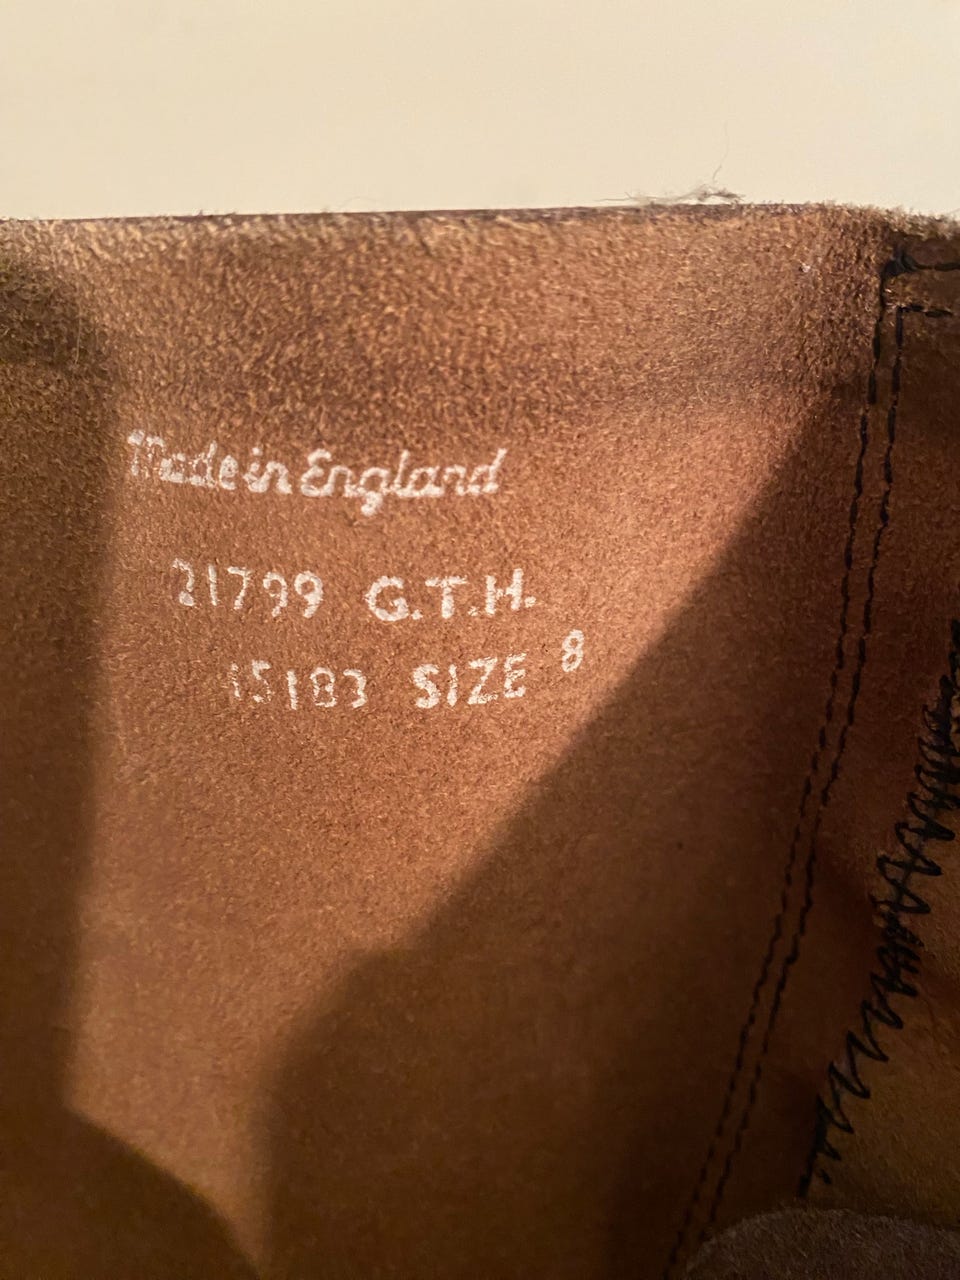 Made in England
21799 G.T.H.
15183 SIZE 8